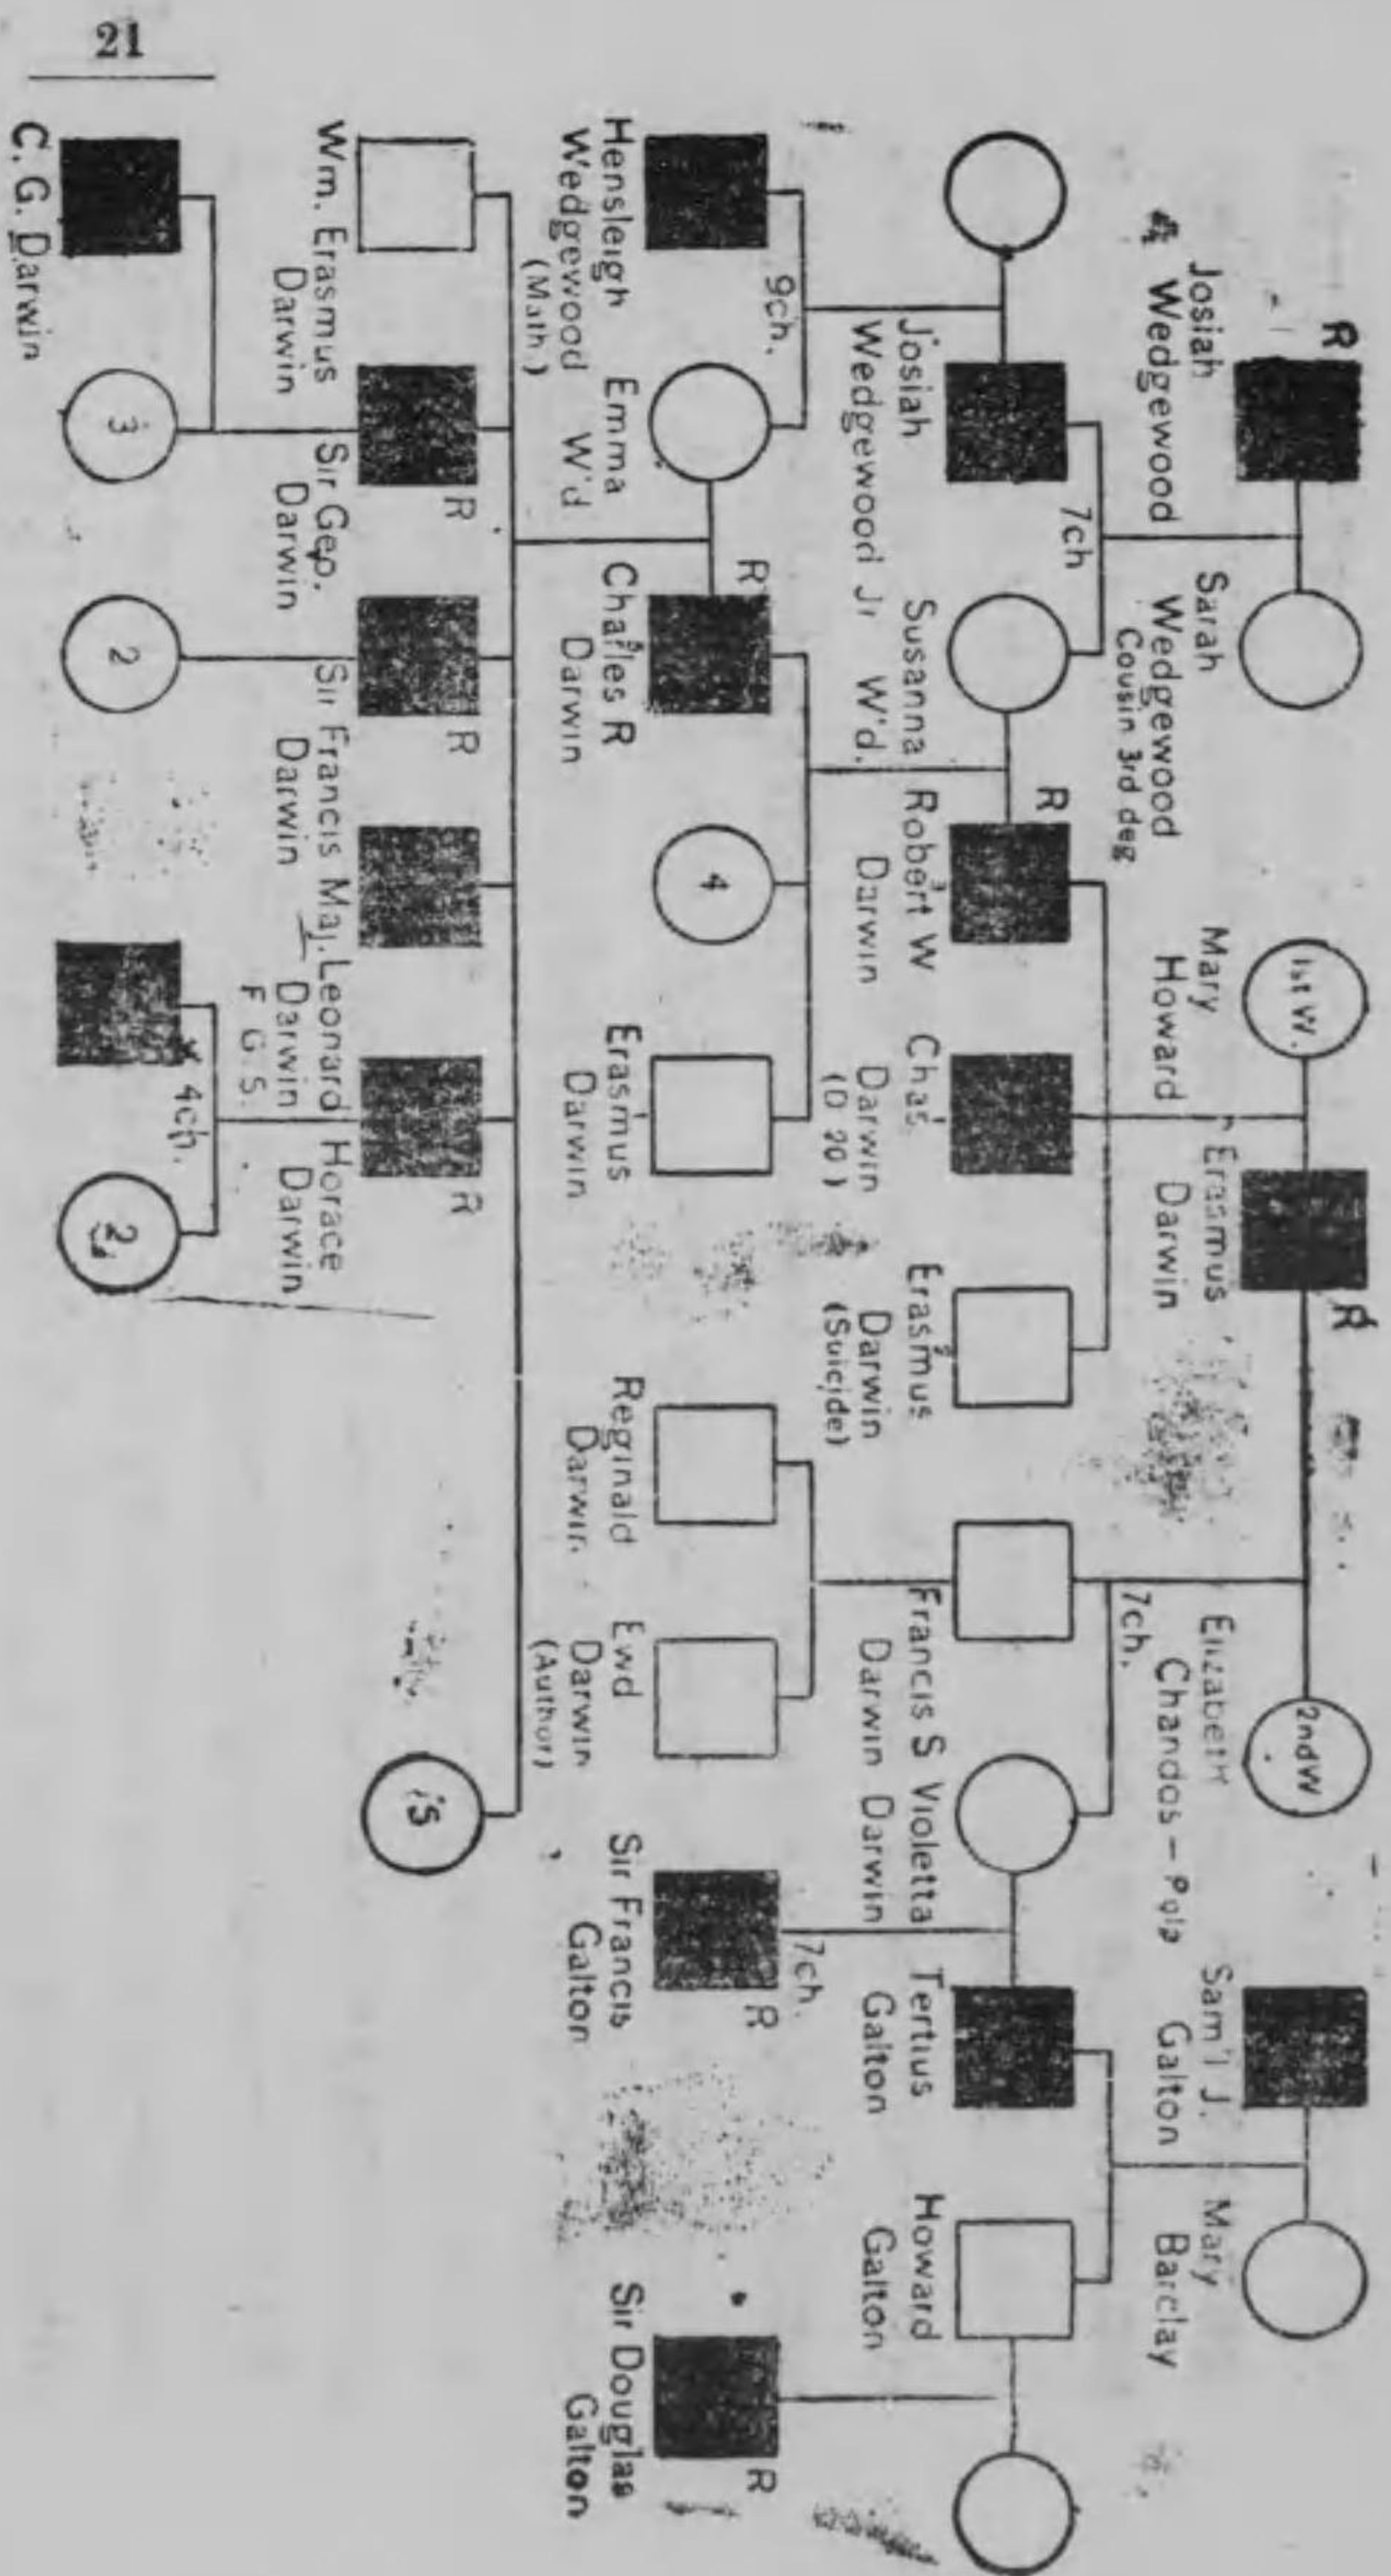 21
R
Josiah
Wedgewood
Sarah
Wedgewood
Cousin 3rd deg
1st W.
Mary
Howard
Erasmus
Darwin
R
2nd W
Elizabeth
Chandos - Pole
Sam'l J.
Galton
Mary
Barclay
7ch
7ch.
Josiah
Wedgewood Jr
Susanna
W'd.
R
Robert W
Darwin
Chas.
Darwin
(D 20)
Erasmus
Darwin
(Suicide)
Francis S
Darwin
Violetta
Darwin
Tertius
Galton
Howard
Galton
9ch.
7ch.
Hensleigh
Wedgewood
(Math.)
Emma
W'd
R
Charles R
Darwin
4
Erasmus
Darwin
Reginald
Darwin
Ewd
Darwin
(Author)
R
Sir Francis
Galton
R
Sir Douglas
Galton
Wm. Erasmus
Darwin
R
Sir Geo.
Darwin
R
Sir Francis
Darwin
Maj. Leonard
Darwin
F G S.
R
Horace
Darwin
C. G. Darwin
3
2
4ch.
2